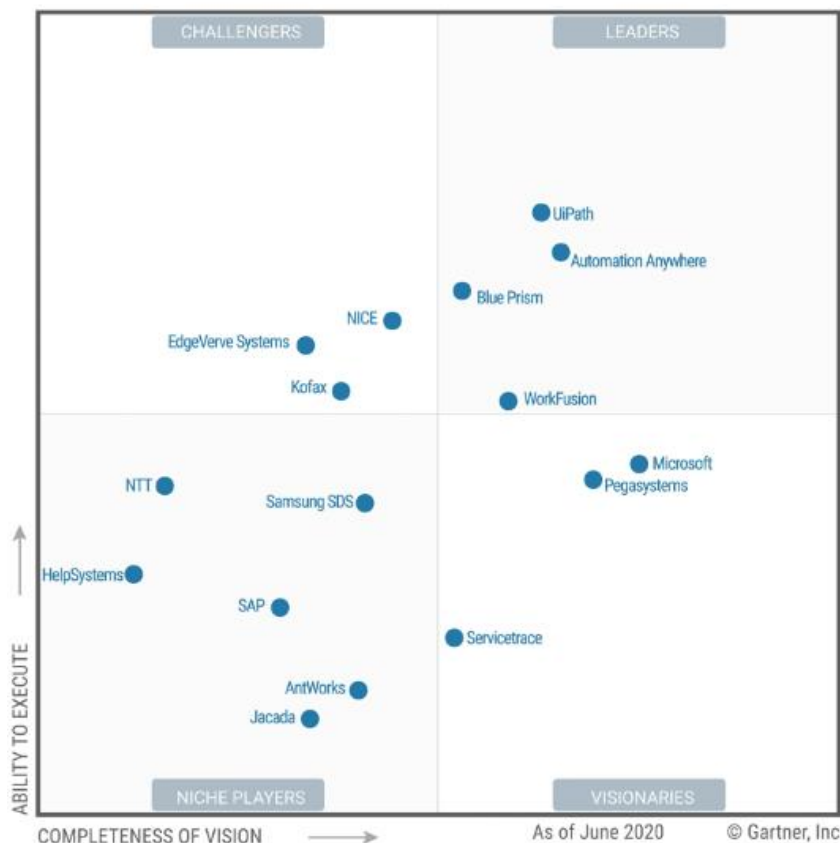 CHALLENGERS
LEADERS
UiPath
Automation Anywhere
Blue Prism
NICE
EdgeVerve Systems
Kofax
WorkFusion
Microsoft
Pegasystems
NTT
Samsung SDS
HelpSystems
SAP
Servicetrace
AntWorks
Jacada
NICHE PLAYERS
VISIONARIES
ABILITY TO EXECUTE
COMPLETENESS OF VISION
As of June 2020
© Gartner, Inc